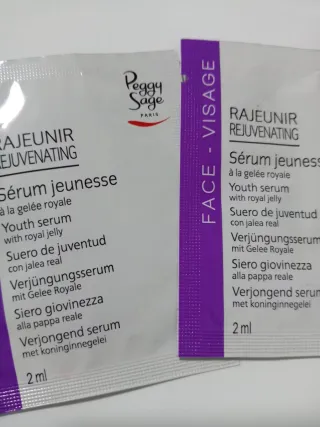 Peggy
Sage
PARIS
RAJEUNIR
REJUVENATING
Sérum jeunesse
à la gelée royale
Youth serum
with royal jelly
Suero de juventud
con jalea real
Verjüngungsserum
mit Gelee Royale
Siero giovinezza
alla pappa reale
Verjongend serum
met koninginnegelei
2 ml
FACE - VISAGE
RAJEUNIR
REJUVENATING
Sérum jeunesse
à la gelée royale
Youth serum
with royal jelly
Suero de juventud
con jalea real
Verjüngungsserum
mit Gelee Royale
Siero giovinezza
alla pappa reale
Verjongend serum
met koninginnegelei
2 ml